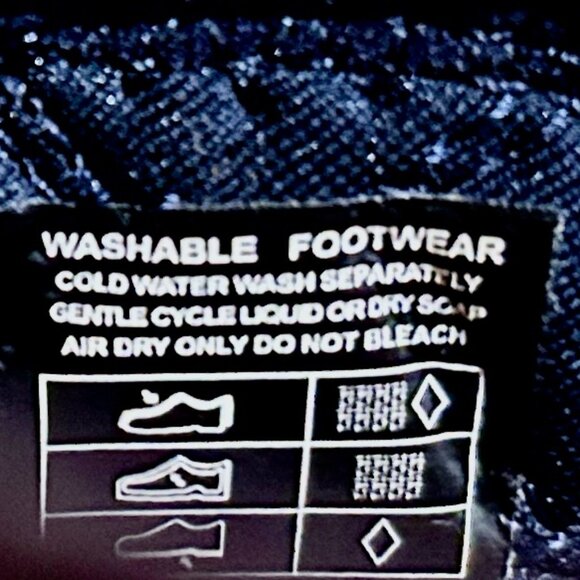 WASHABLE FOOTWEAR
COLD WATER WASH SEPARATELY
GENTLE CYCLE LIQUID OR DRY SOAP
AIR DRY ONLY DO NOT BLEACH